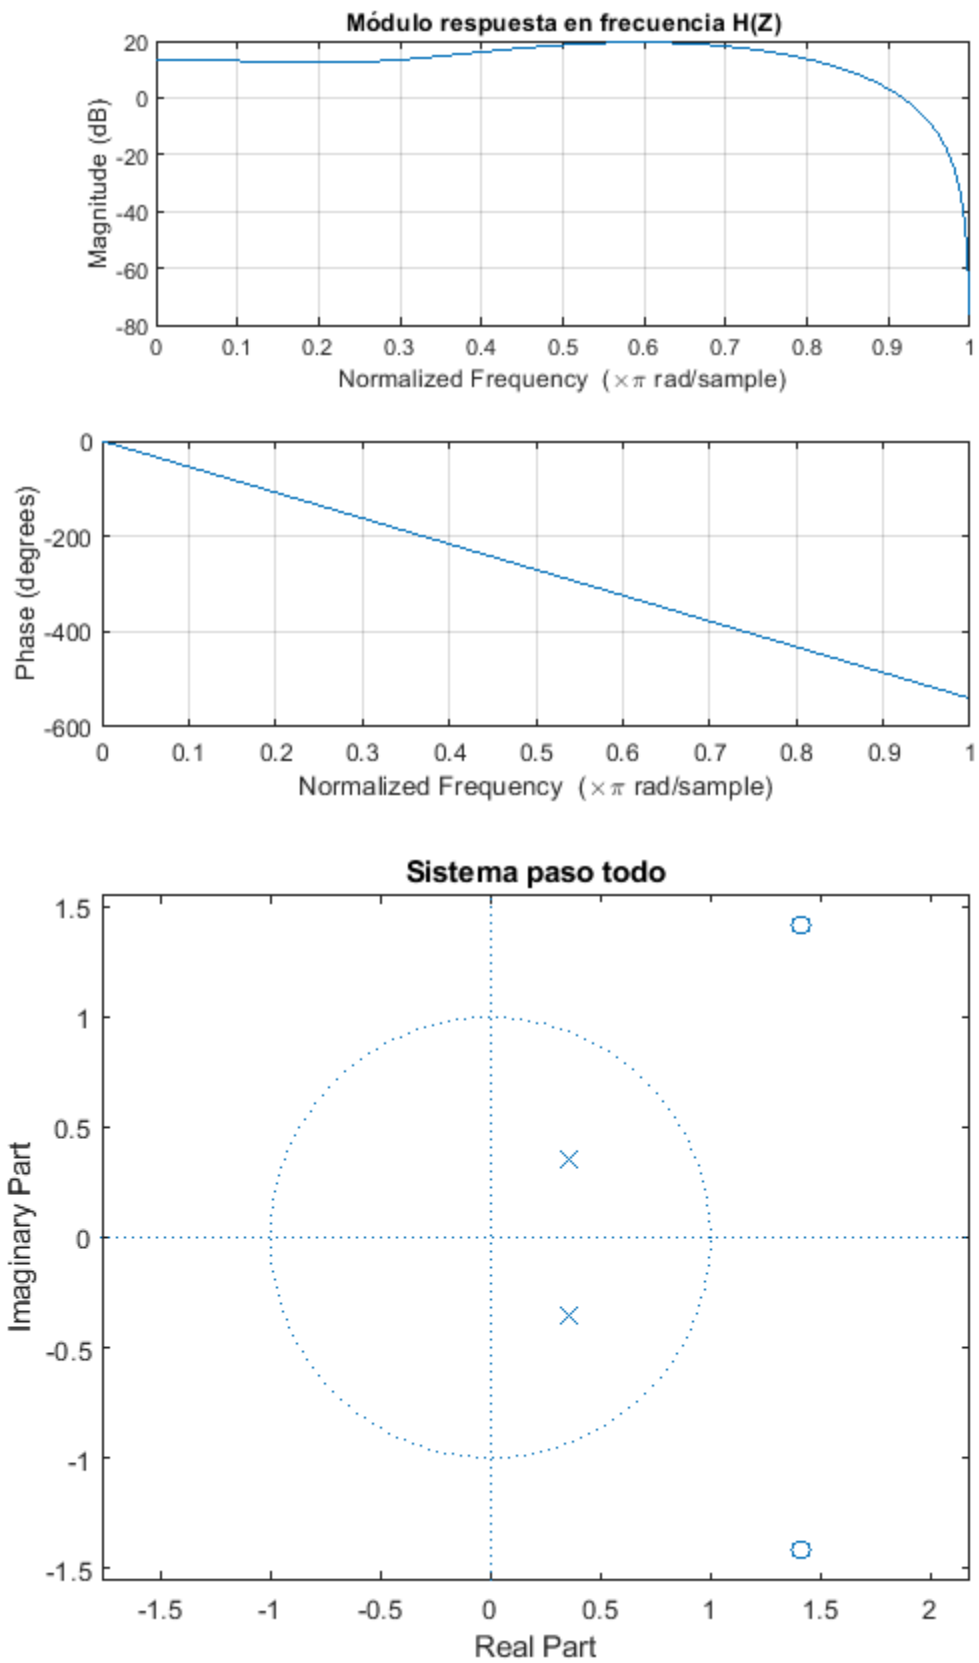 Módulo respuesta en frecuencia H(Z)
20
0
-20
-40
-60
-80
Magnitude (dB)
0 0.1 0.2 0.3 0.4 0.5 0.6 0.7 0.8 0.9 1
Normalized Frequency (×π rad/sample)
0
-200
-400
-600
Phase (degrees)
0 0.1 0.2 0.3 0.4 0.5 0.6 0.7 0.8 0.9 1
Normalized Frequency (×π rad/sample)
Sistema paso todo
1.5
1
0.5
0
-0.5
-1
-1.5
Imaginary Part
-1.5 -1 -0.5 0 0.5 1 1.5 2
Real Part